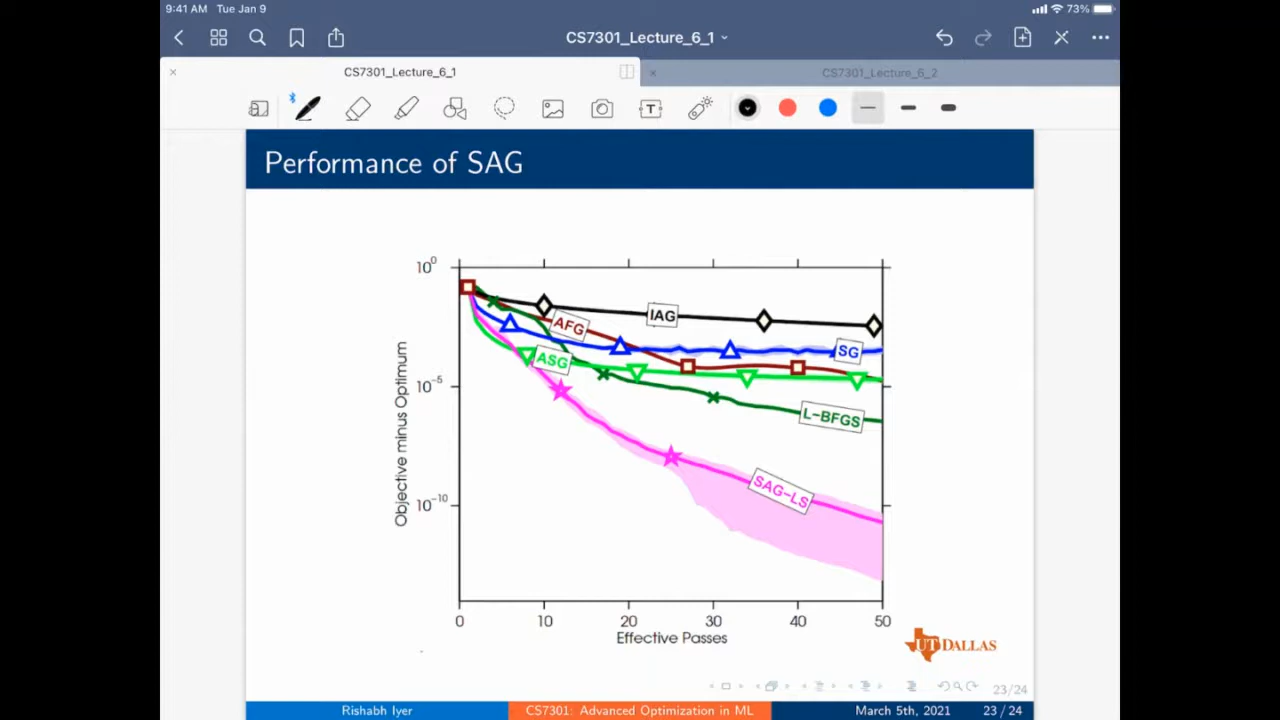 9:41 AM Tue Jan 9
73%
CS7301_Lecture_6_1
CS7301_Lecture_6_1
CS7301_Lecture_6_2
T
Performance of SAG
10^0
10^-5
10^-10
Objective minus Optimum
IAG
AFG
SG
ASG
L-BFGS
SAG-LS
0 10 20 30 40 50
Effective Passes
UT DALLAS
23/24
Rishabh Iyer CS7301: Advanced Optimization in ML March 5th, 2021 23 / 24